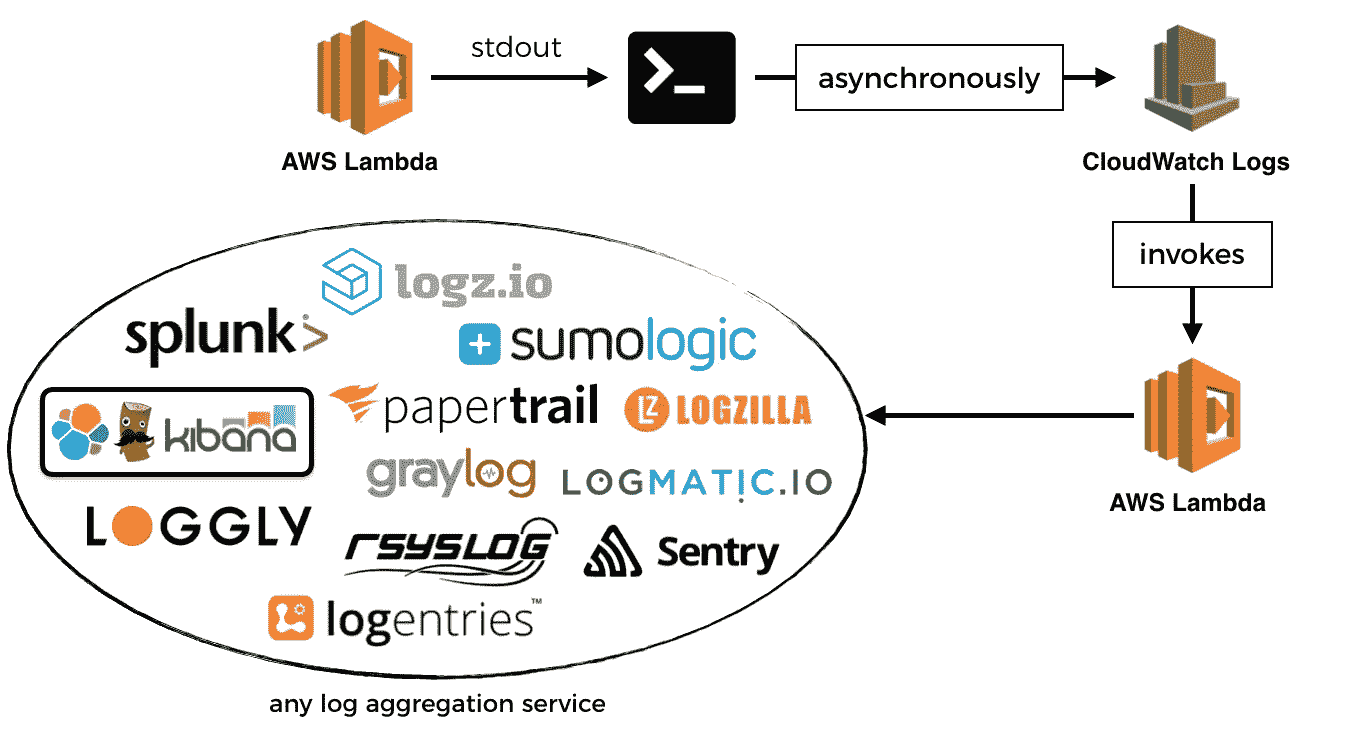 stdout
asynchronously
AWS Lambda
CloudWatch Logs
invokes
logz.io
splunk>
sumologic
papertrail
LOGZILLA
LZ
kibana
graylog
LOGMATIC.IO
AWS Lambda
LOGGLY
RSYSLOG
Sentry
logentries™
any log aggregation service